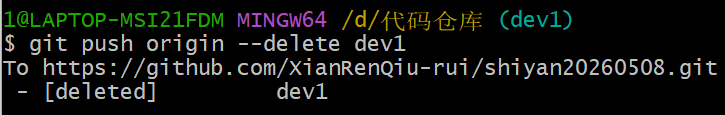 1@LAPTOP-MSI21FDM MINGW64 /d/代码仓库 (dev1)
$ git push origin --delete dev1
To https://github.com/XianRenQiu-rui/shiyan20260508.git
 - [deleted]         dev1